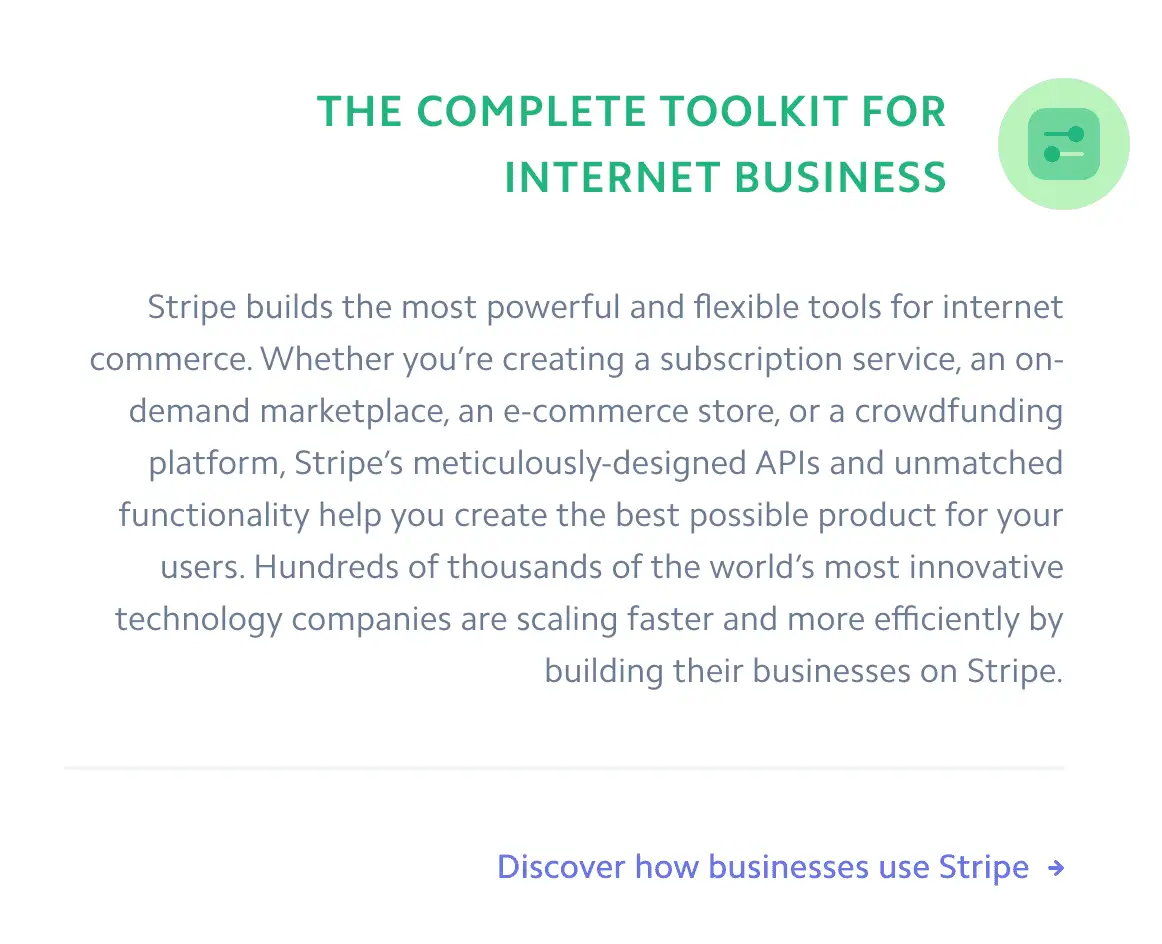 THE COMPLETE TOOLKIT FOR
INTERNET BUSINESS
Stripe builds the most powerful and flexible tools for internet
commerce. Whether you’re creating a subscription service, an on-
demand marketplace, an e-commerce store, or a crowdfunding
platform, Stripe’s meticulously-designed APIs and unmatched
functionality help you create the best possible product for your
users. Hundreds of thousands of the world’s most innovative
technology companies are scaling faster and more efficiently by
building their businesses on Stripe.
Discover how businesses use Stripe →